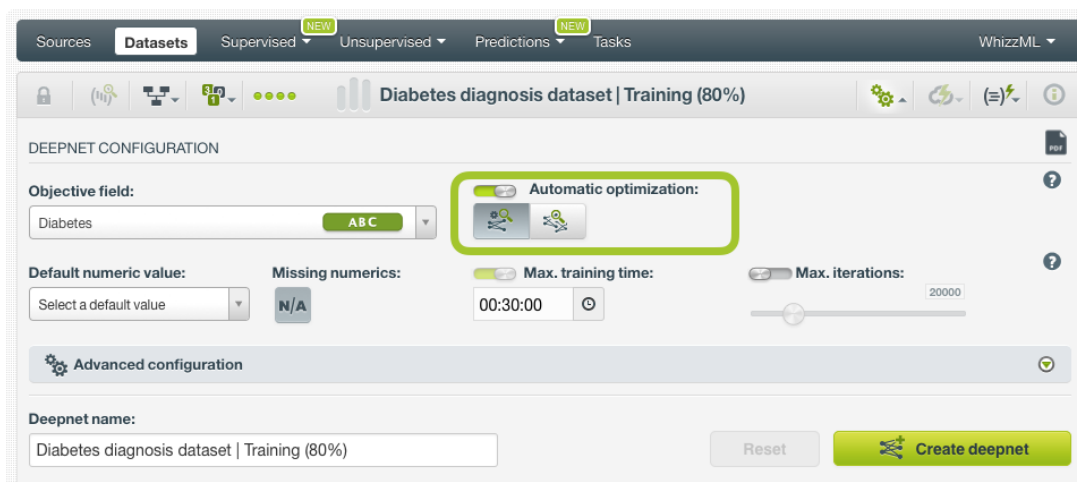 NEW NEW
Sources Datasets Supervised Unsupervised Predictions Tasks WhizzML
Diabetes diagnosis dataset | Training (80%)
DEEPNET CONFIGURATION
PDF
Objective field: Automatic optimization:
Diabetes ABC
Default numeric value: Missing numerics: Max. training time: Max. iterations:
Select a default value N/A 00:30:00 20000
Advanced configuration
Deepnet name:
Diabetes diagnosis dataset | Training (80%) Reset Create deepnet